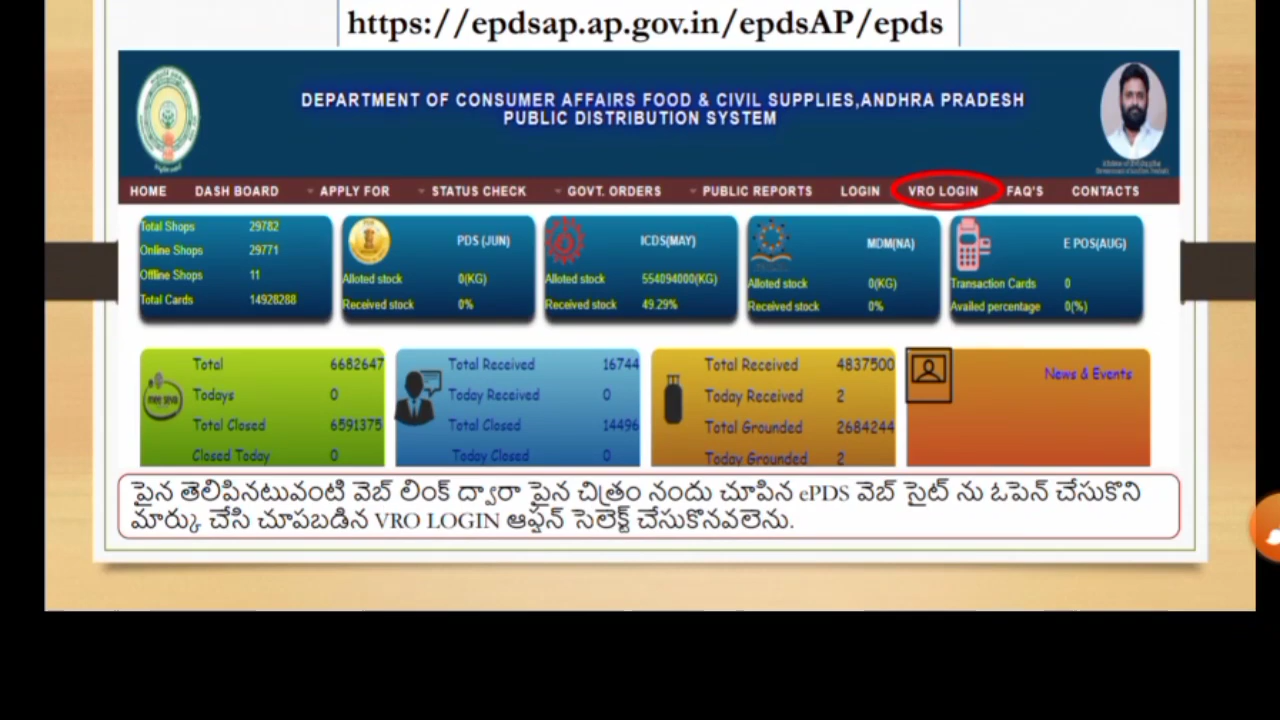 https://epdsap.ap.gov.in/epdsAP/epds
DEPARTMENT OF CONSUMER AFFAIRS FOOD & CIVIL SUPPLIES,ANDHRA PRADESH
PUBLIC DISTRIBUTION SYSTEM
HOME DASH BOARD APPLY FOR STATUS CHECK GOVT. ORDERS PUBLIC REPORTS LOGIN VRO LOGIN FAQ'S CONTACTS
Total Shops 29782
Online Shops 29771
Offline Shops 11
Total Cards 14928288
PDS (JUN)
Alloted stock 0(KG)
Received stock 0%
ICDS(MAY)
Alloted stock 554094000(KG)
Received stock 49.29%
MDM(NA)
Alloted stock 0(KG)
Received stock 0%
E POS(AUG)
Transaction Cards 0
Availed percentage 0(%)
mee seva
Total 6682647
Todays 0
Total Closed 6591375
Closed Today 0
Total Received 16744
Today Received 0
Total Closed 14496
Today Closed 0
Total Received 4837500
Today Received 2
Total Grounded 2684244
Today Grounded 2
News & Events
పైన తెలిపినటువంటి వెబ్ లింక్ ద్వారా పైన చిత్రం నందు చూపిన ePDS వెబ్ సైట్ ను ఓపెన్ చేసుకొని
మార్కు చేసి చూపబడిన VRO LOGIN ఆప్షన్ సెలెక్ట్ చేసుకొనవలెను.